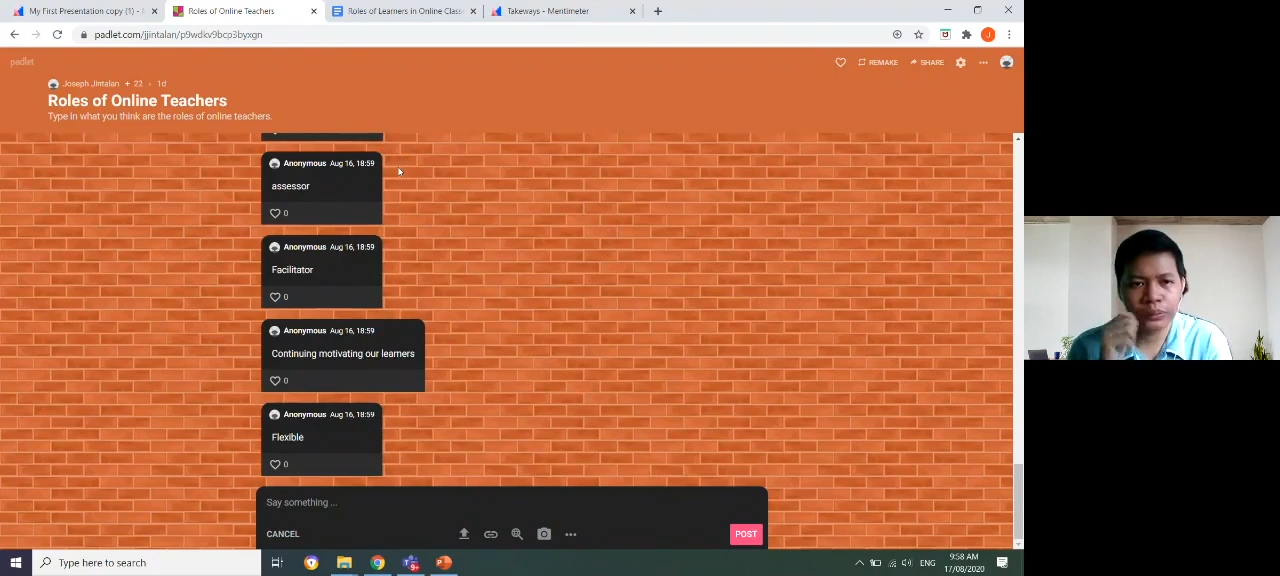 My First Presentation copy (1) - 
Roles of Online Teachers
Roles of Learners in Online Class
Takeways - Mentimeter
padlet.com/jjintalan/p9wdkv9bcp3byxgn
J
padlet
REMAKE
SHARE
Joseph Jintalan + 22 • 1d
Roles of Online Teachers
Type in what you think are the roles of online teachers.
Anonymous Aug 16, 18:59
assessor
0
Anonymous Aug 16, 18:59
Facilitator
0
Anonymous Aug 16, 18:59
Continuing motivating our learners
0
Anonymous Aug 16, 18:59
Flexible
0
Say something ...
CANCEL
POST
Type here to search
9+
ENG
9:58 AM
17/08/2020